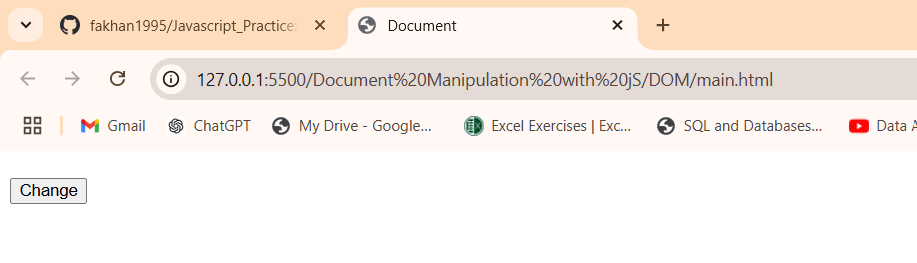 fakhan1995/Javascript_Practice
Document
127.0.0.1:5500/Document%20Manipulation%20with%20jS/DOM/main.html
Gmail
ChatGPT
My Drive - Google...
Excel Exercises | Exc...
SQL and Databases...
Data A
Change